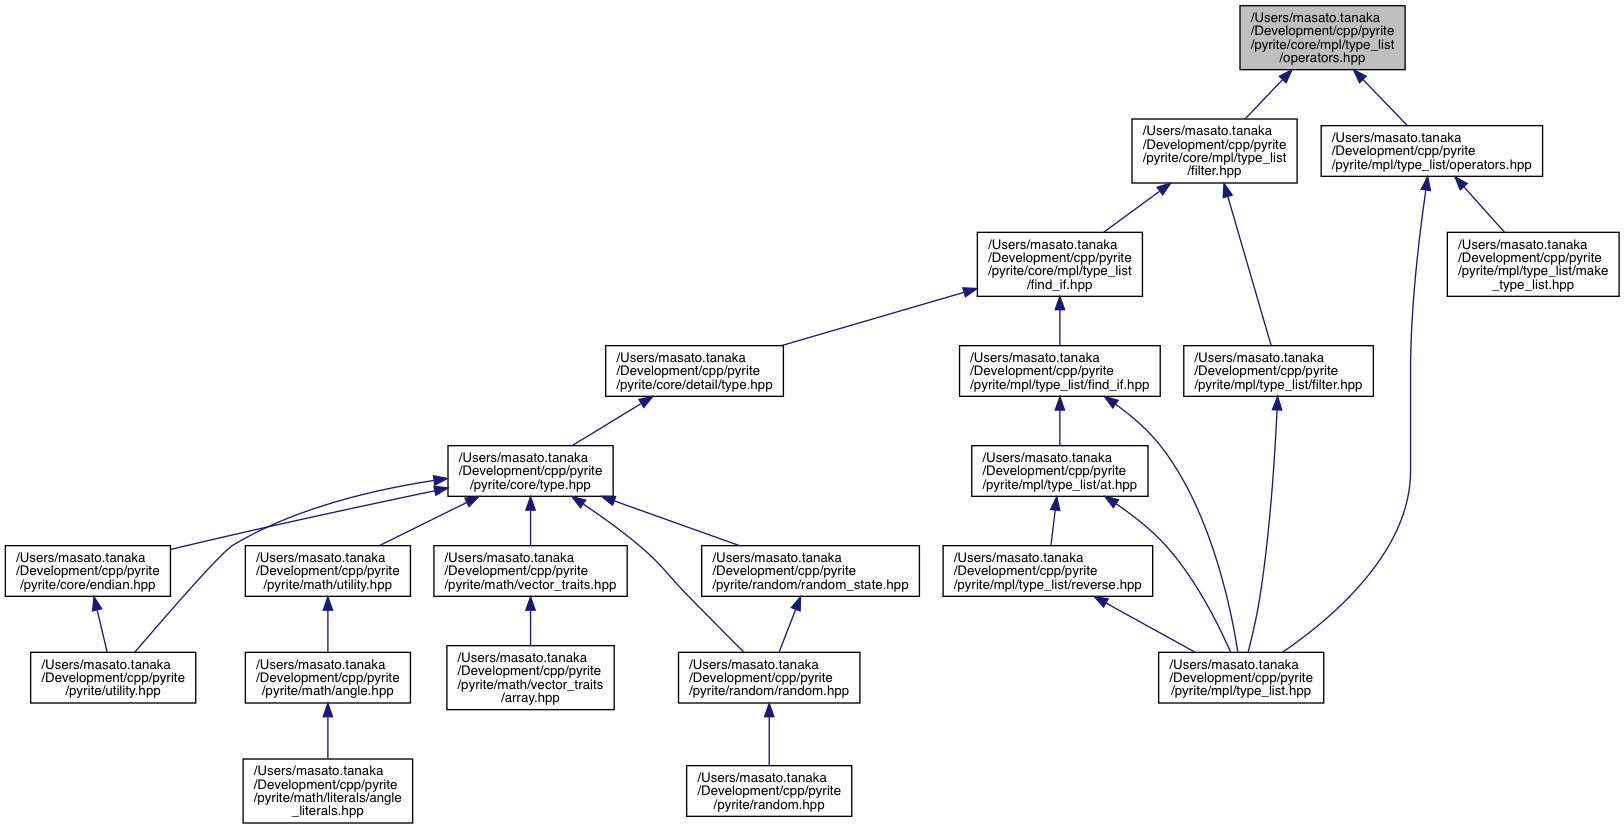 /Users/masato.tanaka
/Development/cpp/pyrite
/pyrite/core/mpl/type_list
/operators.hpp
/Users/masato.tanaka
/Development/cpp/pyrite
/pyrite/core/mpl/type_list
/filter.hpp
/Users/masato.tanaka
/Development/cpp/pyrite
/pyrite/mpl/type_list/operators.hpp
/Users/masato.tanaka
/Development/cpp/pyrite
/pyrite/core/mpl/type_list
/find_if.hpp
/Users/masato.tanaka
/Development/cpp/pyrite
/pyrite/mpl/type_list/make
_type_list.hpp
/Users/masato.tanaka
/Development/cpp/pyrite
/pyrite/core/detail/type.hpp
/Users/masato.tanaka
/Development/cpp/pyrite
/pyrite/mpl/type_list/find_if.hpp
/Users/masato.tanaka
/Development/cpp/pyrite
/pyrite/mpl/type_list/filter.hpp
/Users/masato.tanaka
/Development/cpp/pyrite
/pyrite/core/type.hpp
/Users/masato.tanaka
/Development/cpp/pyrite
/pyrite/mpl/type_list/at.hpp
/Users/masato.tanaka
/Development/cpp/pyrite
/pyrite/core/endian.hpp
/Users/masato.tanaka
/Development/cpp/pyrite
/pyrite/math/utility.hpp
/Users/masato.tanaka
/Development/cpp/pyrite
/pyrite/math/vector_traits.hpp
/Users/masato.tanaka
/Development/cpp/pyrite
/pyrite/random/random_state.hpp
/Users/masato.tanaka
/Development/cpp/pyrite
/pyrite/mpl/type_list/reverse.hpp
/Users/masato.tanaka
/Development/cpp/pyrite
/pyrite/utility.hpp
/Users/masato.tanaka
/Development/cpp/pyrite
/pyrite/math/angle.hpp
/Users/masato.tanaka
/Development/cpp/pyrite
/pyrite/math/vector_traits
/array.hpp
/Users/masato.tanaka
/Development/cpp/pyrite
/pyrite/random/random.hpp
/Users/masato.tanaka
/Development/cpp/pyrite
/pyrite/mpl/type_list.hpp
/Users/masato.tanaka
/Development/cpp/pyrite
/pyrite/math/literals/angle
_literals.hpp
/Users/masato.tanaka
/Development/cpp/pyrite
/pyrite/random.hpp